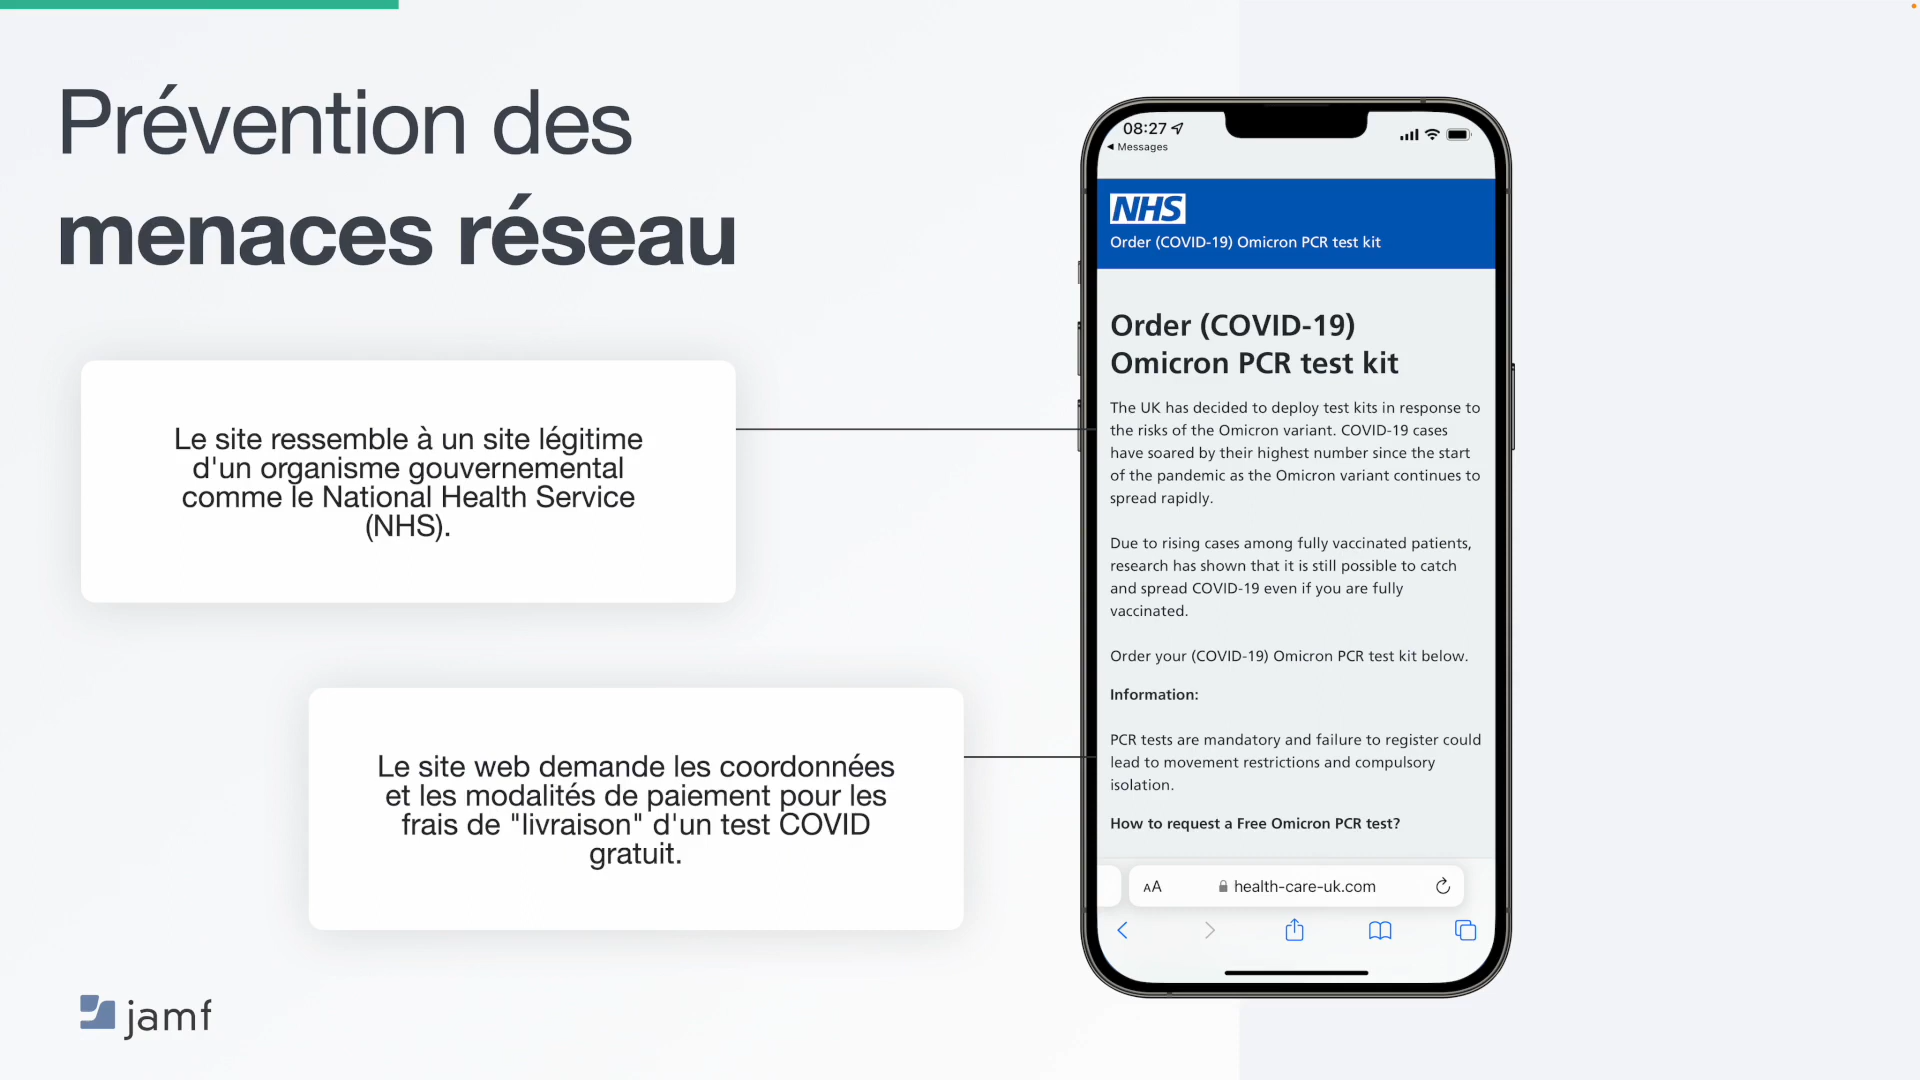 Prévention des
menaces réseau
Le site ressemble à un site légitime
d'un organisme gouvernemental
comme le National Health Service
(NHS).
Le site web demande les coordonnées
et les modalités de paiement pour les
frais de "livraison" d'un test COVID
gratuit.
jamf
08:27
Messages
NHS
Order (COVID-19) Omicron PCR test kit
Order (COVID-19)
Omicron PCR test kit
The UK has decided to deploy test kits in response to
the risks of the Omicron variant. COVID-19 cases
have soared by their highest number since the start
of the pandemic as the Omicron variant continues to
spread rapidly.
Due to rising cases among fully vaccinated patients,
research has shown that it is still possible to catch
and spread COVID-19 even if you are fully
vaccinated.
Order your (COVID-19) Omicron PCR test kit below.
Information:
PCR tests are mandatory and failure to register could
lead to movement restrictions and compulsory
isolation.
How to request a Free Omicron PCR test?
AA health-care-uk.com